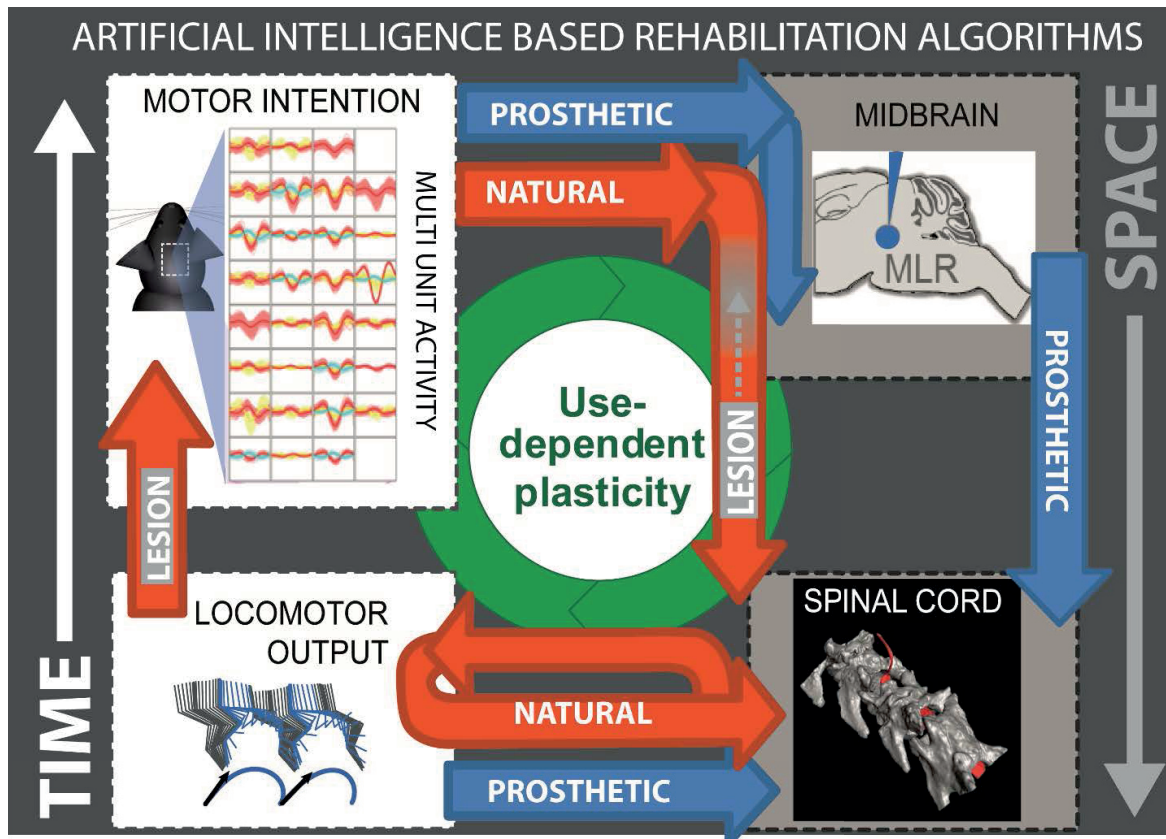 ARTIFICIAL INTELLIGENCE BASED REHABILITATION ALGORITHMS
TIME
MOTOR INTENTION
MULTI UNIT ACTIVITY
PROSTHETIC
NATURAL
MIDBRAIN
MLR
SPACE
PROSTHETIC
LESION
Use-
dependent
plasticity
LESION
LOCOMOTOR
OUTPUT
NATURAL
PROSTHETIC
SPINAL CORD